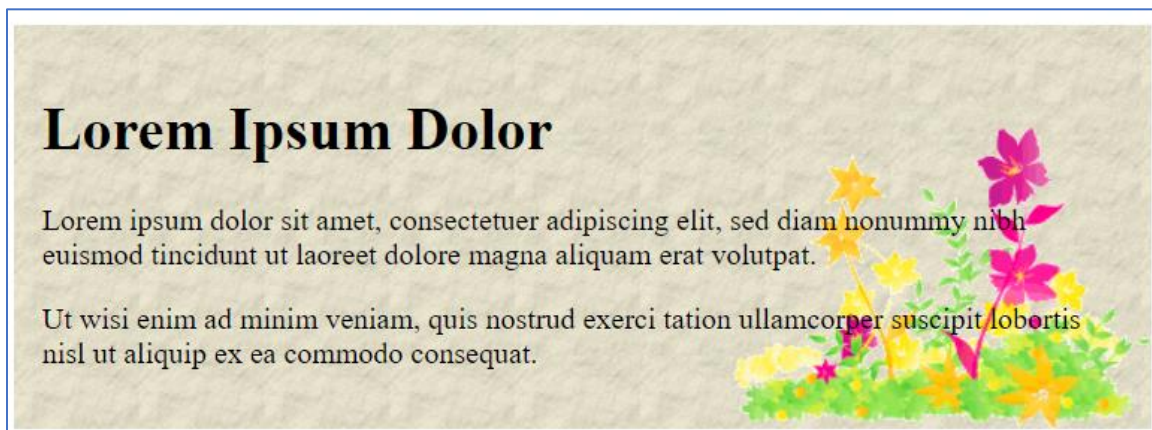 Lorem Ipsum Dolor
Lorem ipsum dolor sit amet, consectetuer adipiscing elit, sed diam nonummy nibh
euismod tincidunt ut laoreet dolore magna aliquam erat volutpat.
Ut wisi enim ad minim veniam, quis nostrud exerci tation ullamcorper suscipit lobortis
nisl ut aliquip ex ea commodo consequat.